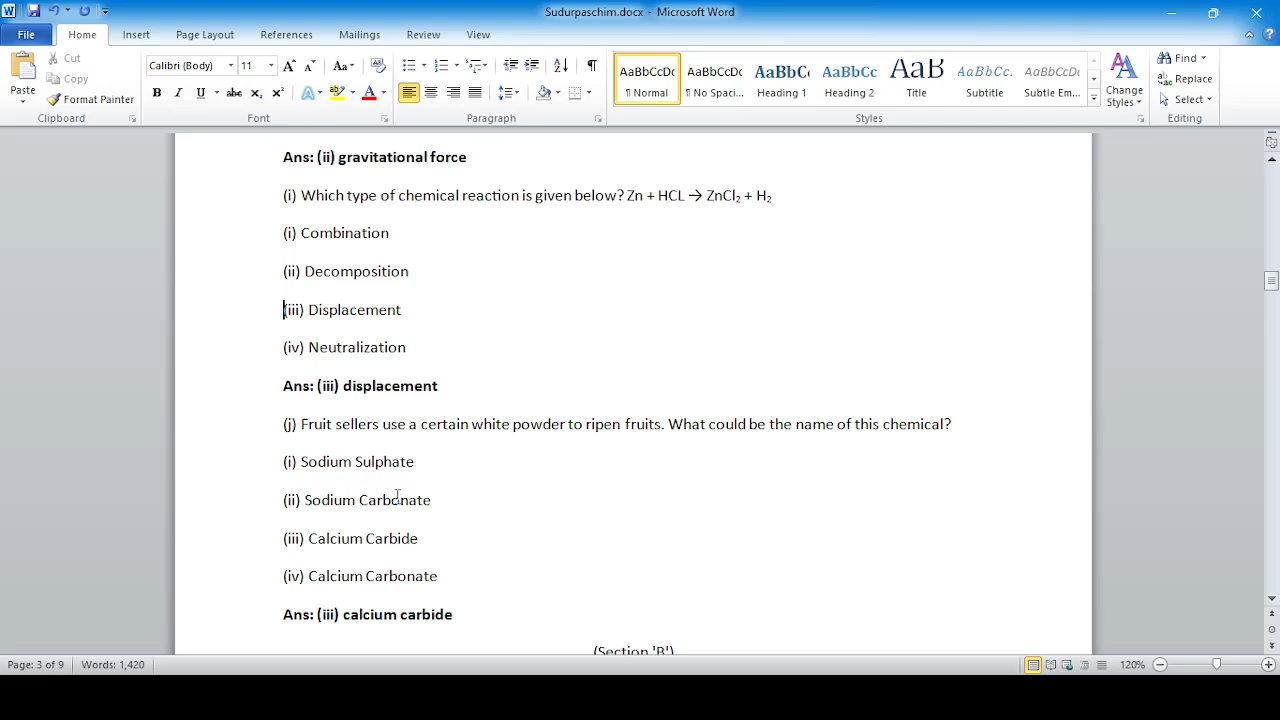 Sudurpaschim.docx - Microsoft Word
File Home Insert Page Layout References Mailings Review View
Paste
Cut
Copy
Format Painter
Clipboard
Calibri (Body) 11
Font
Paragraph
AaBbCcDc AaBbCcDc AaBbC AaBbCc AaB AaBbCc. AaBbCcDc
¶ Normal ¶ No Spaci... Heading 1 Heading 2 Title Subtitle Subtle Em...
Change Styles
Styles
Find
Replace
Select
Editing
Ans: (ii) gravitational force
(i) Which type of chemical reaction is given below? Zn + HCL → ZnCl₂ + H₂
(i) Combination
(ii) Decomposition
(iii) Displacement
(iv) Neutralization
Ans: (iii) displacement
(j) Fruit sellers use a certain white powder to ripen fruits. What could be the name of this chemical?
(i) Sodium Sulphate
(ii) Sodium Carbonate
(iii) Calcium Carbide
(iv) Calcium Carbonate
Ans: (iii) calcium carbide
(Section 'B')
Page: 3 of 9 Words: 1,420 120%